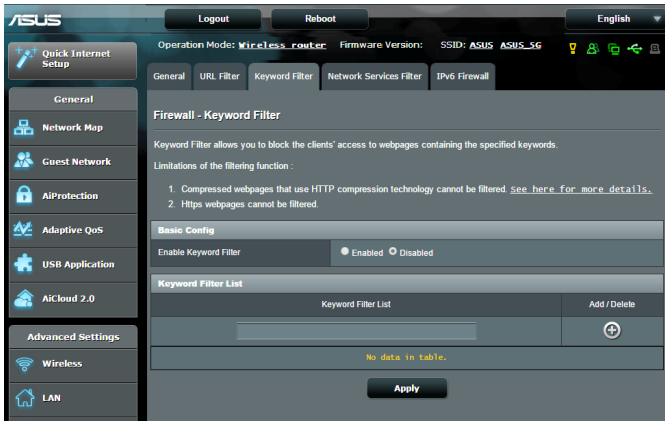 ASUS
Logout
Reboot
English
Quick Internet
Setup
Operation Mode: Wireless router Firmware Version: SSID: ASUS ASUS_5G
General
URL Filter
Keyword Filter
Network Services Filter
IPv6 Firewall
General
Network Map
Guest Network
AiProtection
Adaptive QoS
USB Application
AiCloud 2.0
Advanced Settings
Wireless
LAN
Firewall - Keyword Filter
Keyword Filter allows you to block the clients' access to webpages containing the specified keywords.
Limitations of the filtering function :
1. Compressed webpages that use HTTP compression technology cannot be filtered. See here for more details.
2. Https webpages cannot be filtered.
Basic Config
Enable Keyword Filter
Enabled Disabled
Keyword Filter List
Keyword Filter List
Add / Delete
No data in table.
Apply